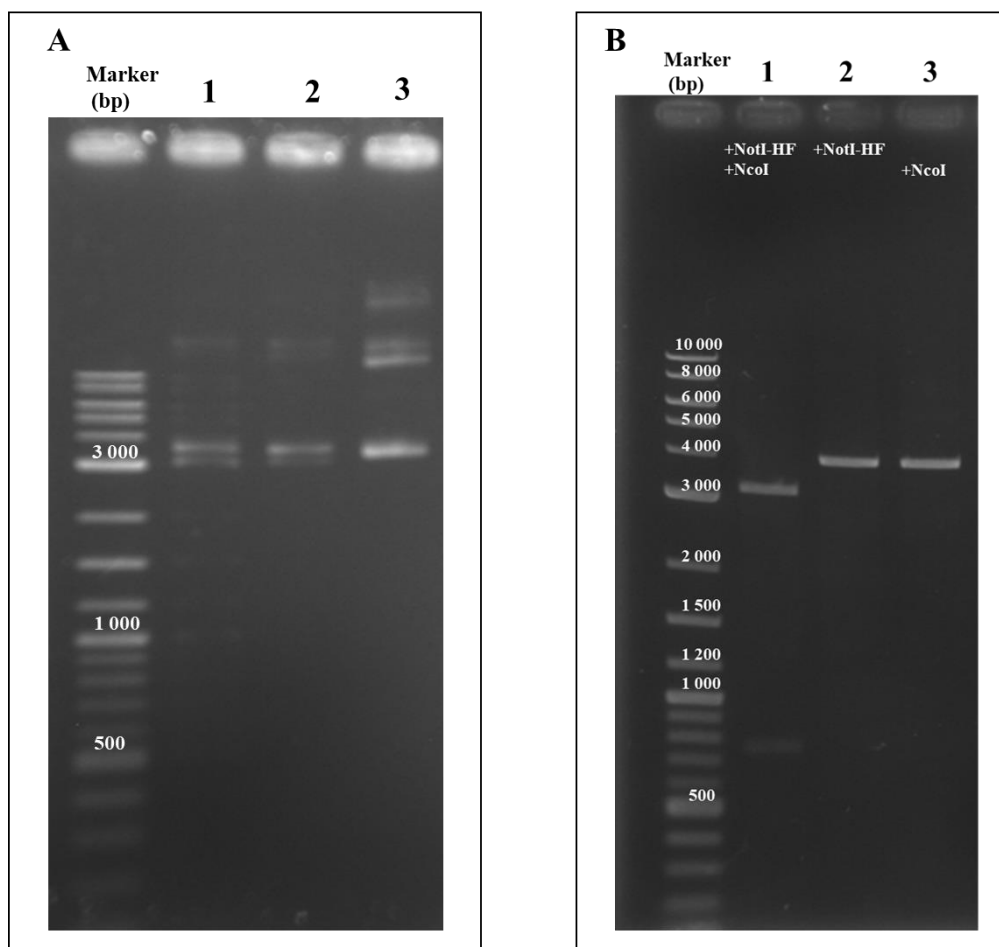 A
Marker
(bp)
1
2
3
3 000
1 000
500
B
Marker
(bp)
1
2
3
+NotI-HF
+NcoI
+NotI-HF
+NcoI
10 000
8 000
6 000
5 000
4 000
3 000
2 000
1 500
1 200
1 000
500